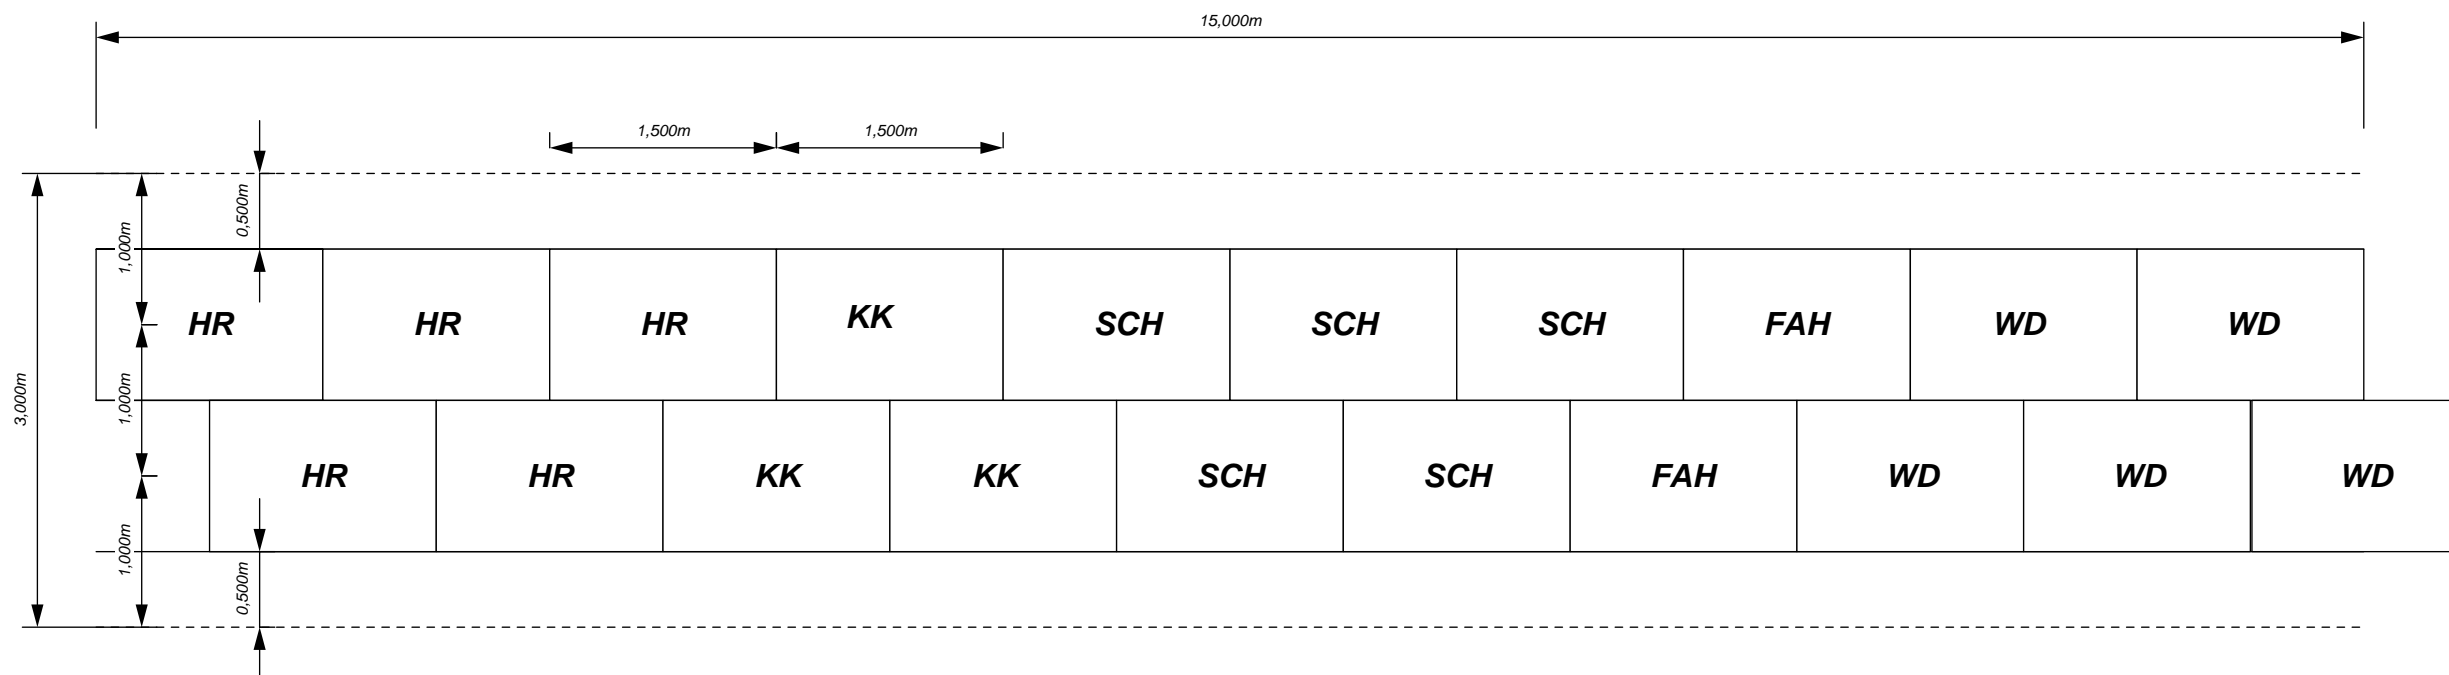 15,000m
1,500m 1,500m
0,500m
1,000m
HR HR HR KK SCH SCH SCH FAH WD WD
3,000m
1,000m
HR HR KK KK SCH SCH FAH WD WD WD
1,000m
0,500m